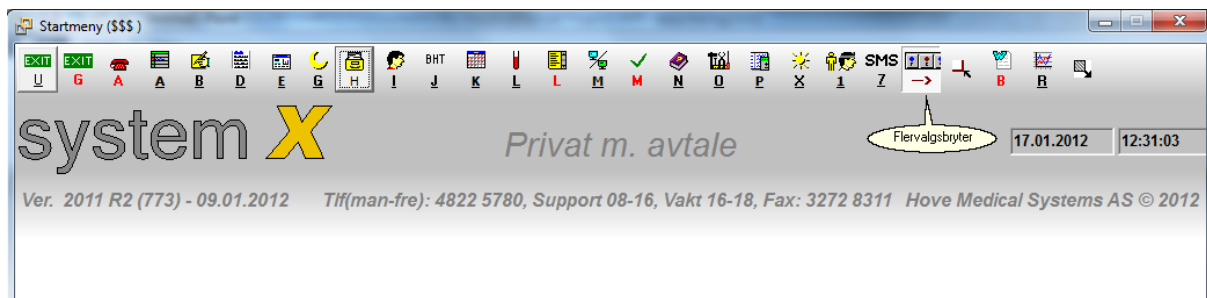 Startmeny ($$$ )
EXIT EXIT BHT SMS
U G A A B D E G H I J K L L M M N O P X 1 7 --> B R
Flervalgsbryter
system X
Privat m. avtale
17.01.2012 12:31:03
Ver. 2011 R2 (773) - 09.01.2012 Tlf(man-fre): 4822 5780, Support 08-16, Vakt 16-18, Fax: 3272 8311 Hove Medical Systems AS © 2012